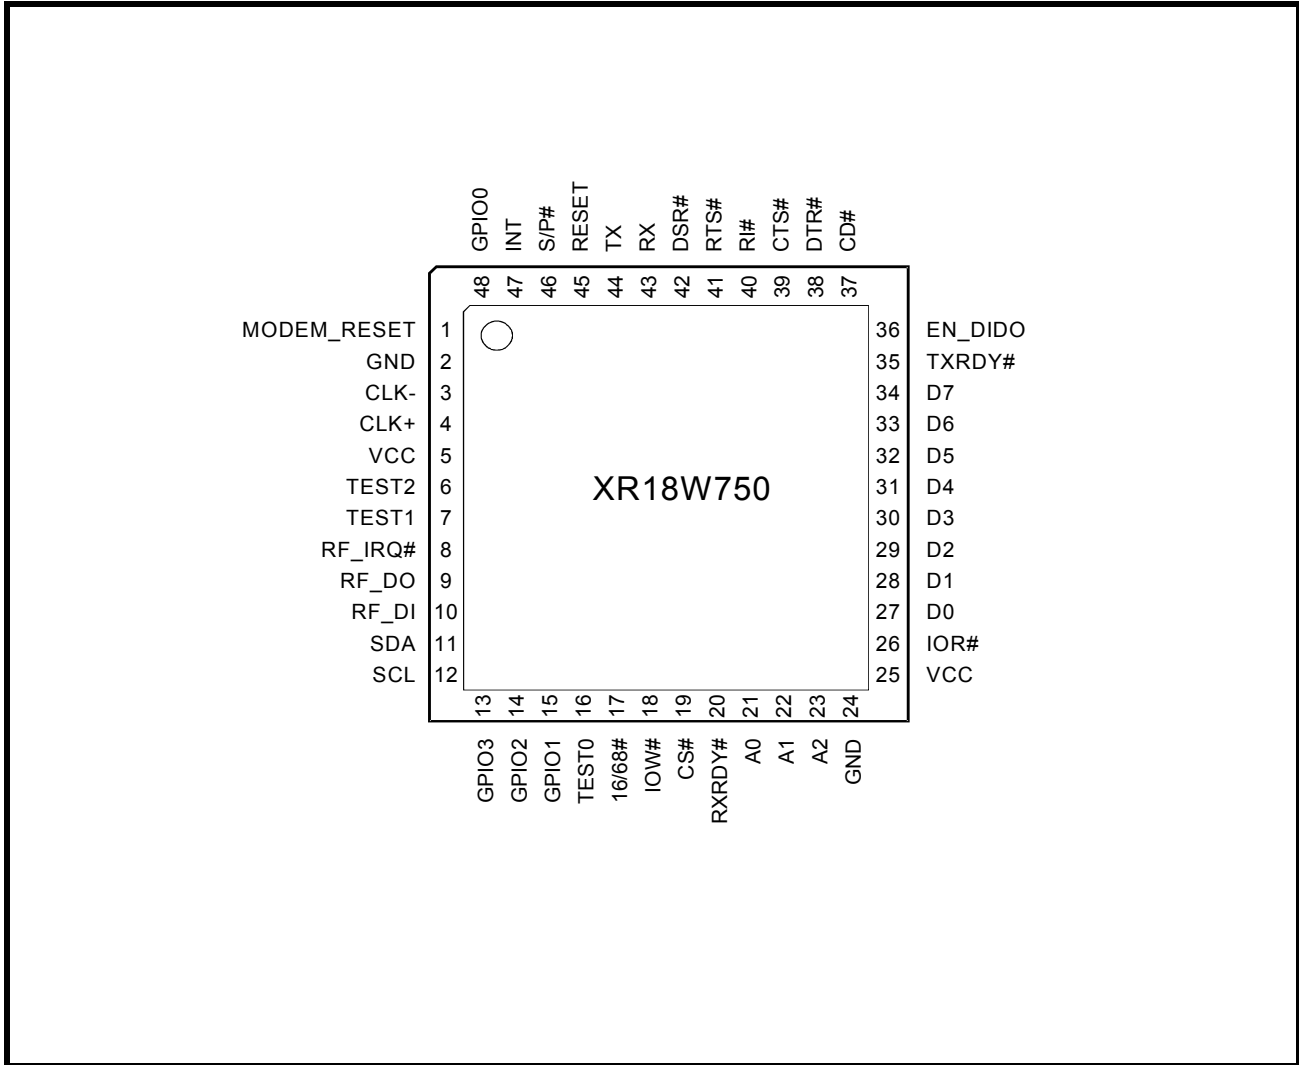 GPIO0 INT S/P# RESET TX RX DSR# RTS# RI# CTS# DTR# CD#
48 47 46 45 44 43 42 41 40 39 38 37
MODEM_RESET 1 36 EN_DIDO
GND 2 35 TXRDY#
CLK- 3 34 D7
CLK+ 4 33 D6
VCC 5 32 D5
TEST2 6 XR18W750 31 D4
TEST1 7 30 D3
RF_IRQ# 8 29 D2
RF_DO 9 28 D1
RF_DI 10 27 D0
SDA 11 26 IOR#
SCL 12 25 VCC
13 14 15 16 17 18 19 20 21 22 23 24
GPIO3 GPIO2 GPIO1 TEST0 16/68# IOW# CS# RXRDY# A0 A1 A2 GND